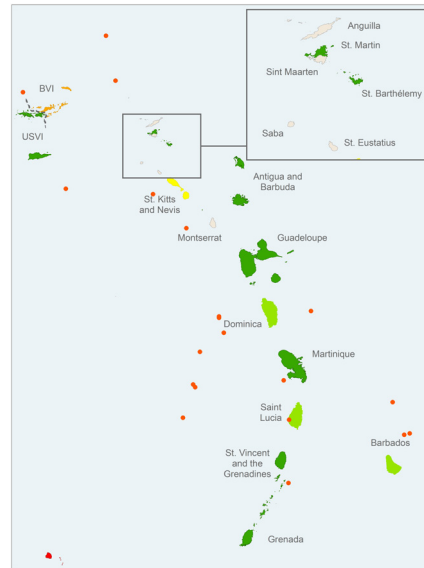 Anguilla
St. Martin
Sint Maarten
St. Barthélemy
Saba
St. Eustatius
BVI
USVI
Antigua and
Barbuda
St. Kitts
and Nevis
Montserrat
Guadeloupe
Dominica
Martinique
Saint
Lucia
Barbados
St. Vincent
and the
Grenadines
Grenada